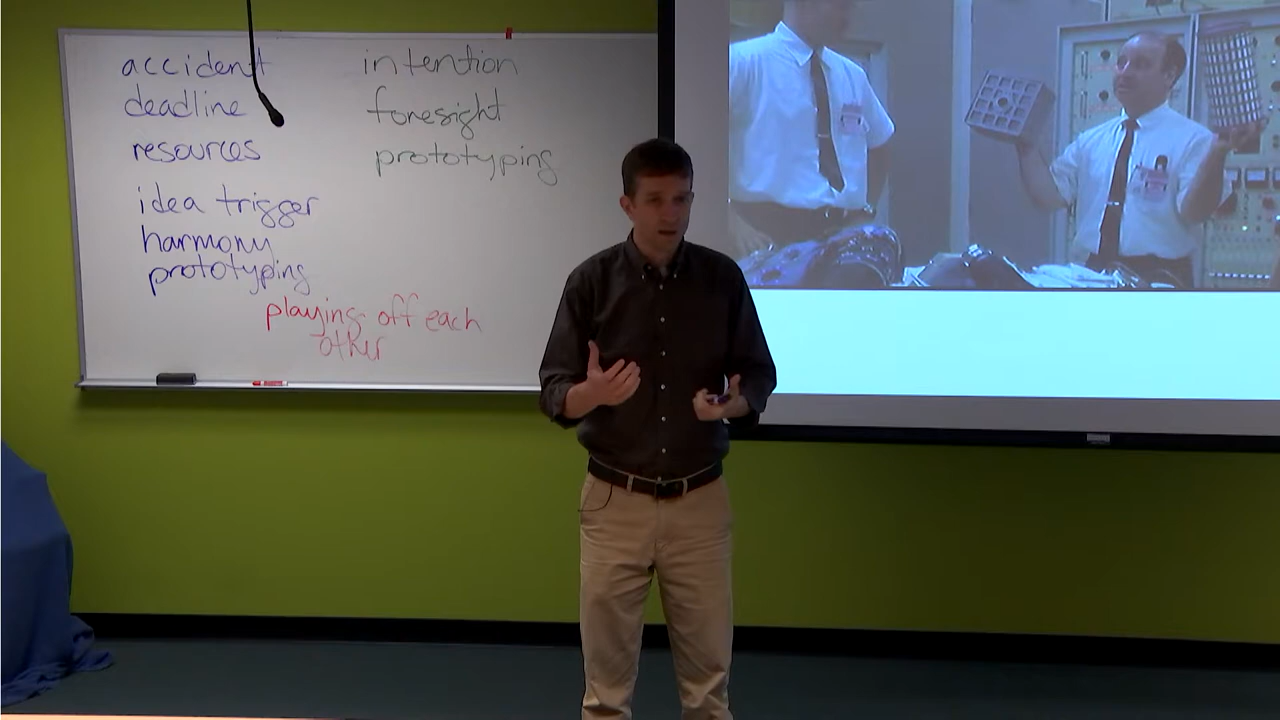 accident
deadline
resources
idea trigger
harmony
prototyping
intention
foresight
prototyping
playing off each
other